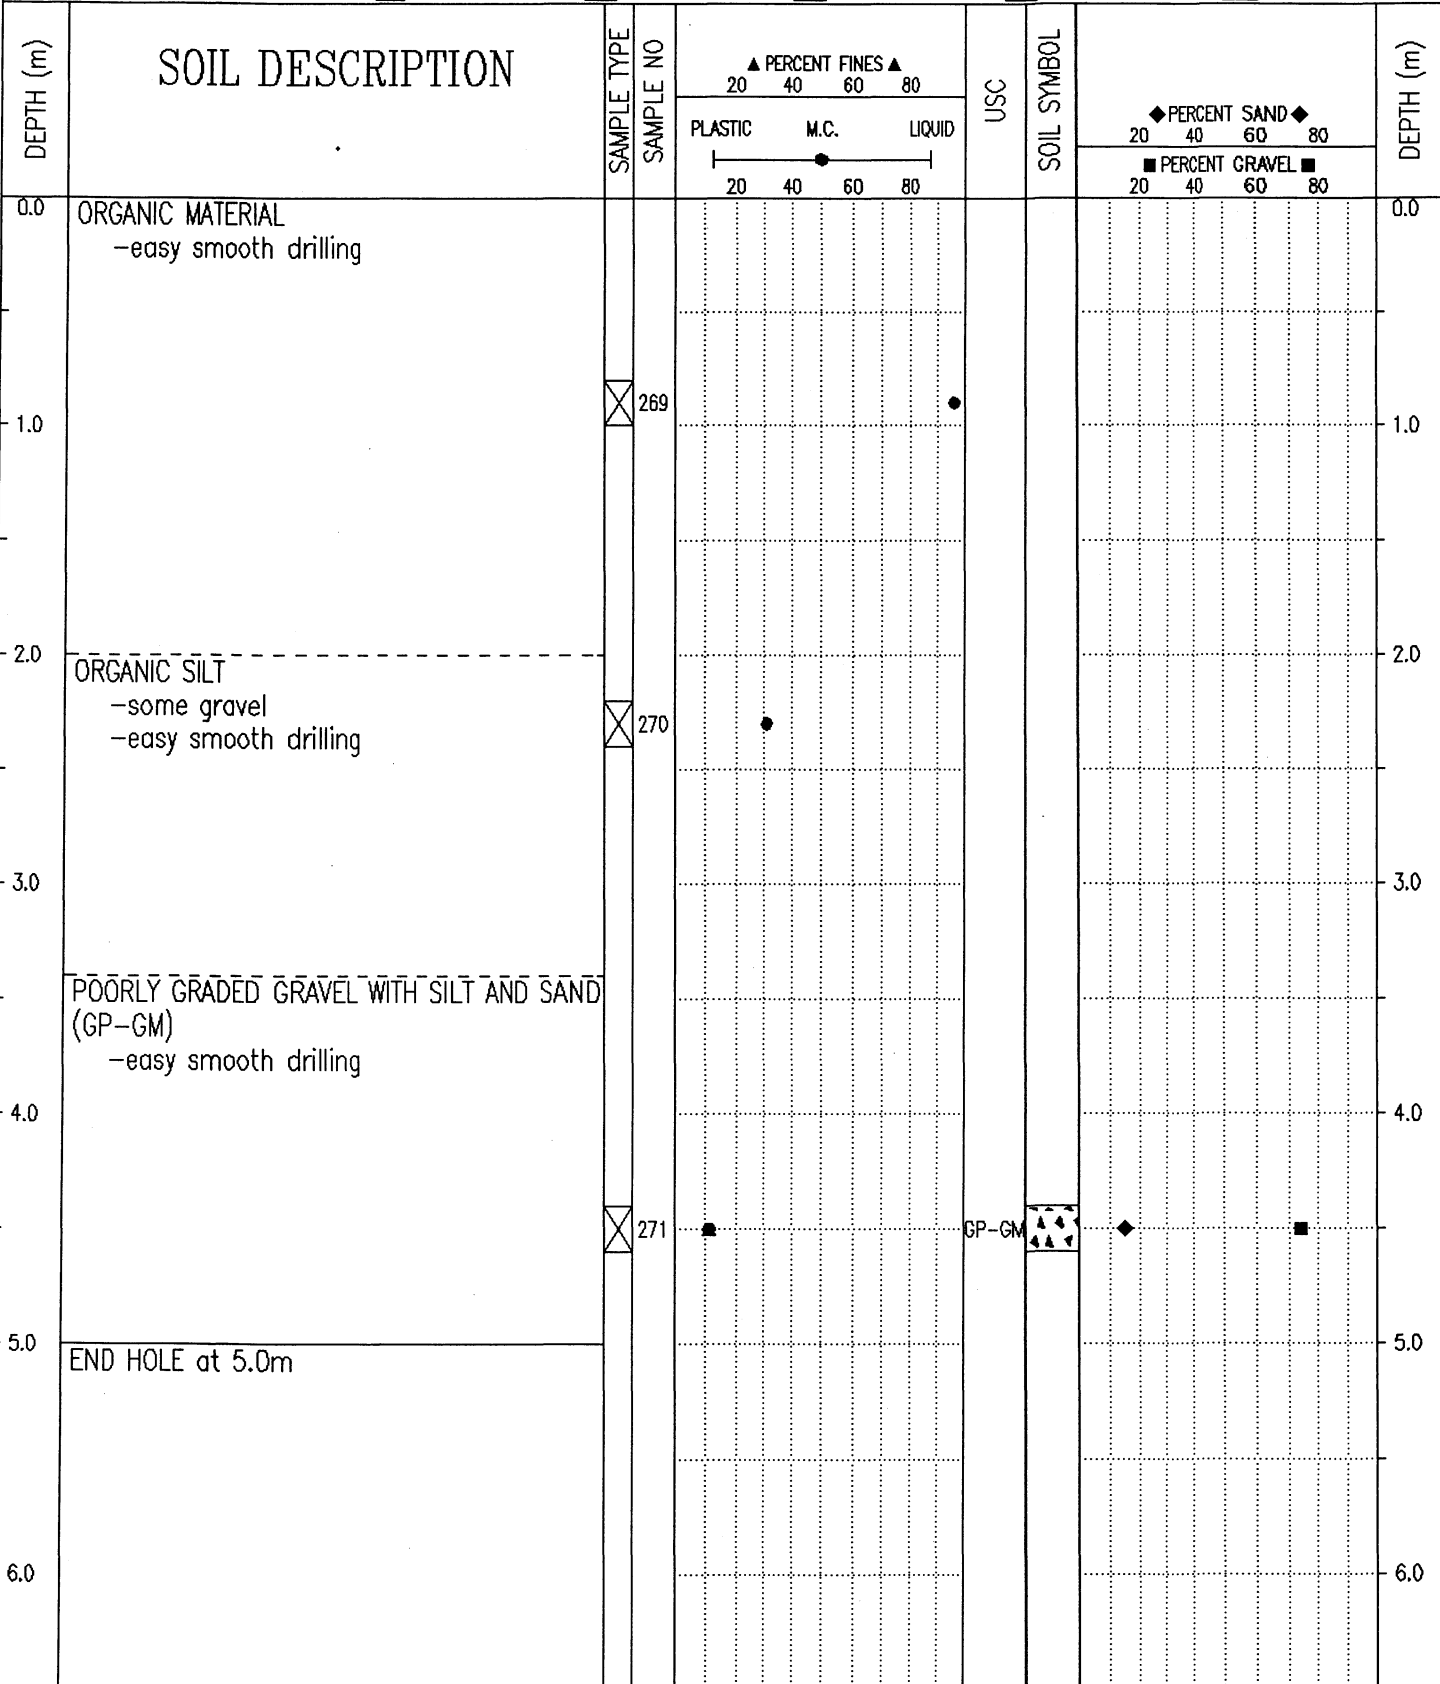 DEPTH (m)
SOIL DESCRIPTION
SAMPLE TYPE
SAMPLE NO
▲ PERCENT FINES ▲
20 40 60 80
PLASTIC M.C. LIQUID
20 40 60 80
USC
SOIL SYMBOL
◆ PERCENT SAND ◆
20 40 60 80
■ PERCENT GRAVEL ■
20 40 60 80
DEPTH (m)
0.0 ORGANIC MATERIAL 0.0
-easy smooth drilling
269
1.0 1.0
2.0 2.0
ORGANIC SILT
-some gravel
270
-easy smooth drilling
3.0 3.0
POORLY GRADED GRAVEL WITH SILT AND SAND
(GP-GM)
-easy smooth drilling
4.0 4.0
271 GP-GM
5.0 5.0
END HOLE at 5.0m
6.0 6.0